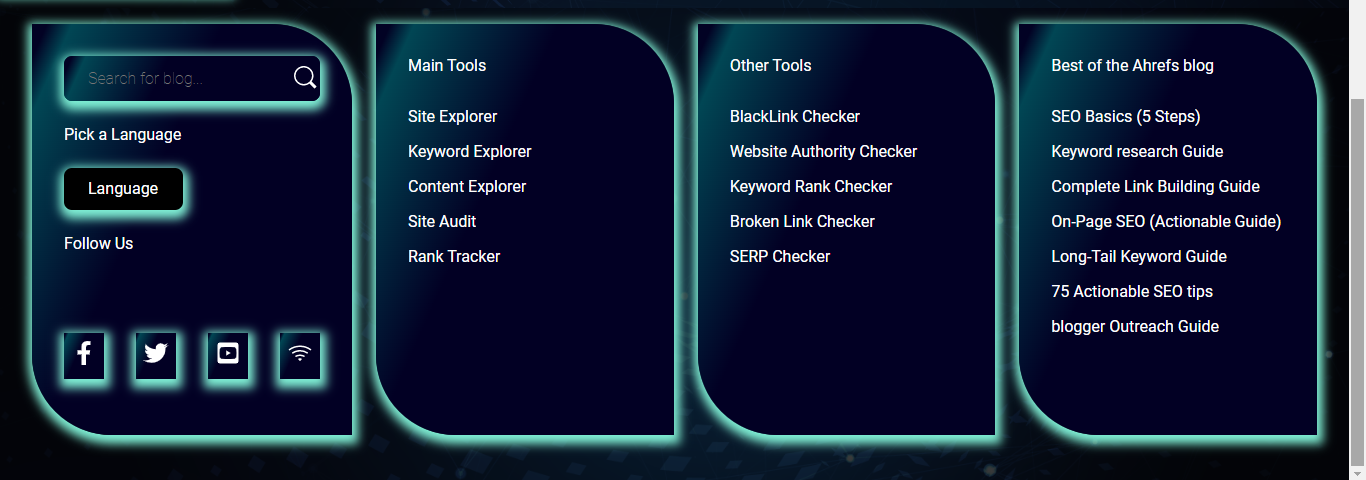 Search for blog...
Pick a Language
Language
Follow Us
Main Tools
Site Explorer
Keyword Explorer
Content Explorer
Site Audit
Rank Tracker
Other Tools
BlackLink Checker
Website Authority Checker
Keyword Rank Checker
Broken Link Checker
SERP Checker
Best of the Ahrefs blog
SEO Basics (5 Steps)
Keyword research Guide
Complete Link Building Guide
On-Page SEO (Actionable Guide)
Long-Tail Keyword Guide
75 Actionable SEO tips
blogger Outreach Guide